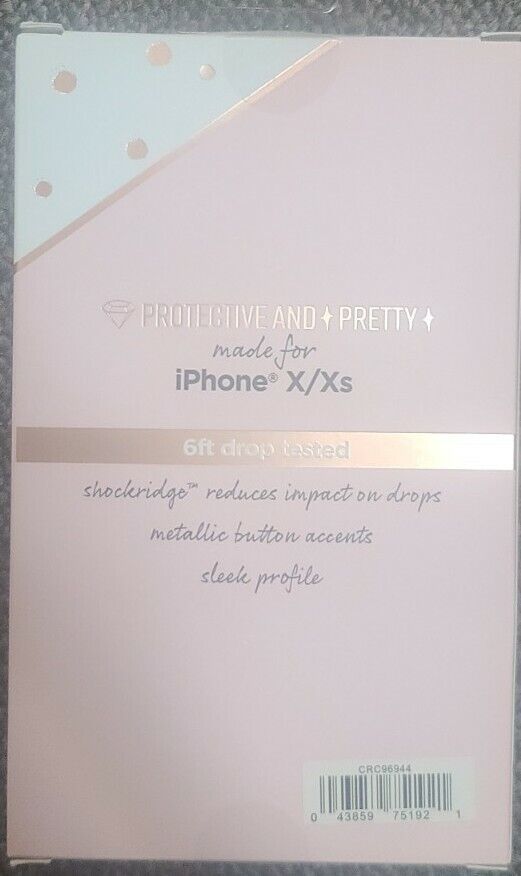 PROTECTIVE AND PRETTY
made for
iPhone® X/Xs
6ft drop tested
shockridge™ reduces impact on drops
metallic button accents
sleek profile
CRC96944
0 43859 75192 1